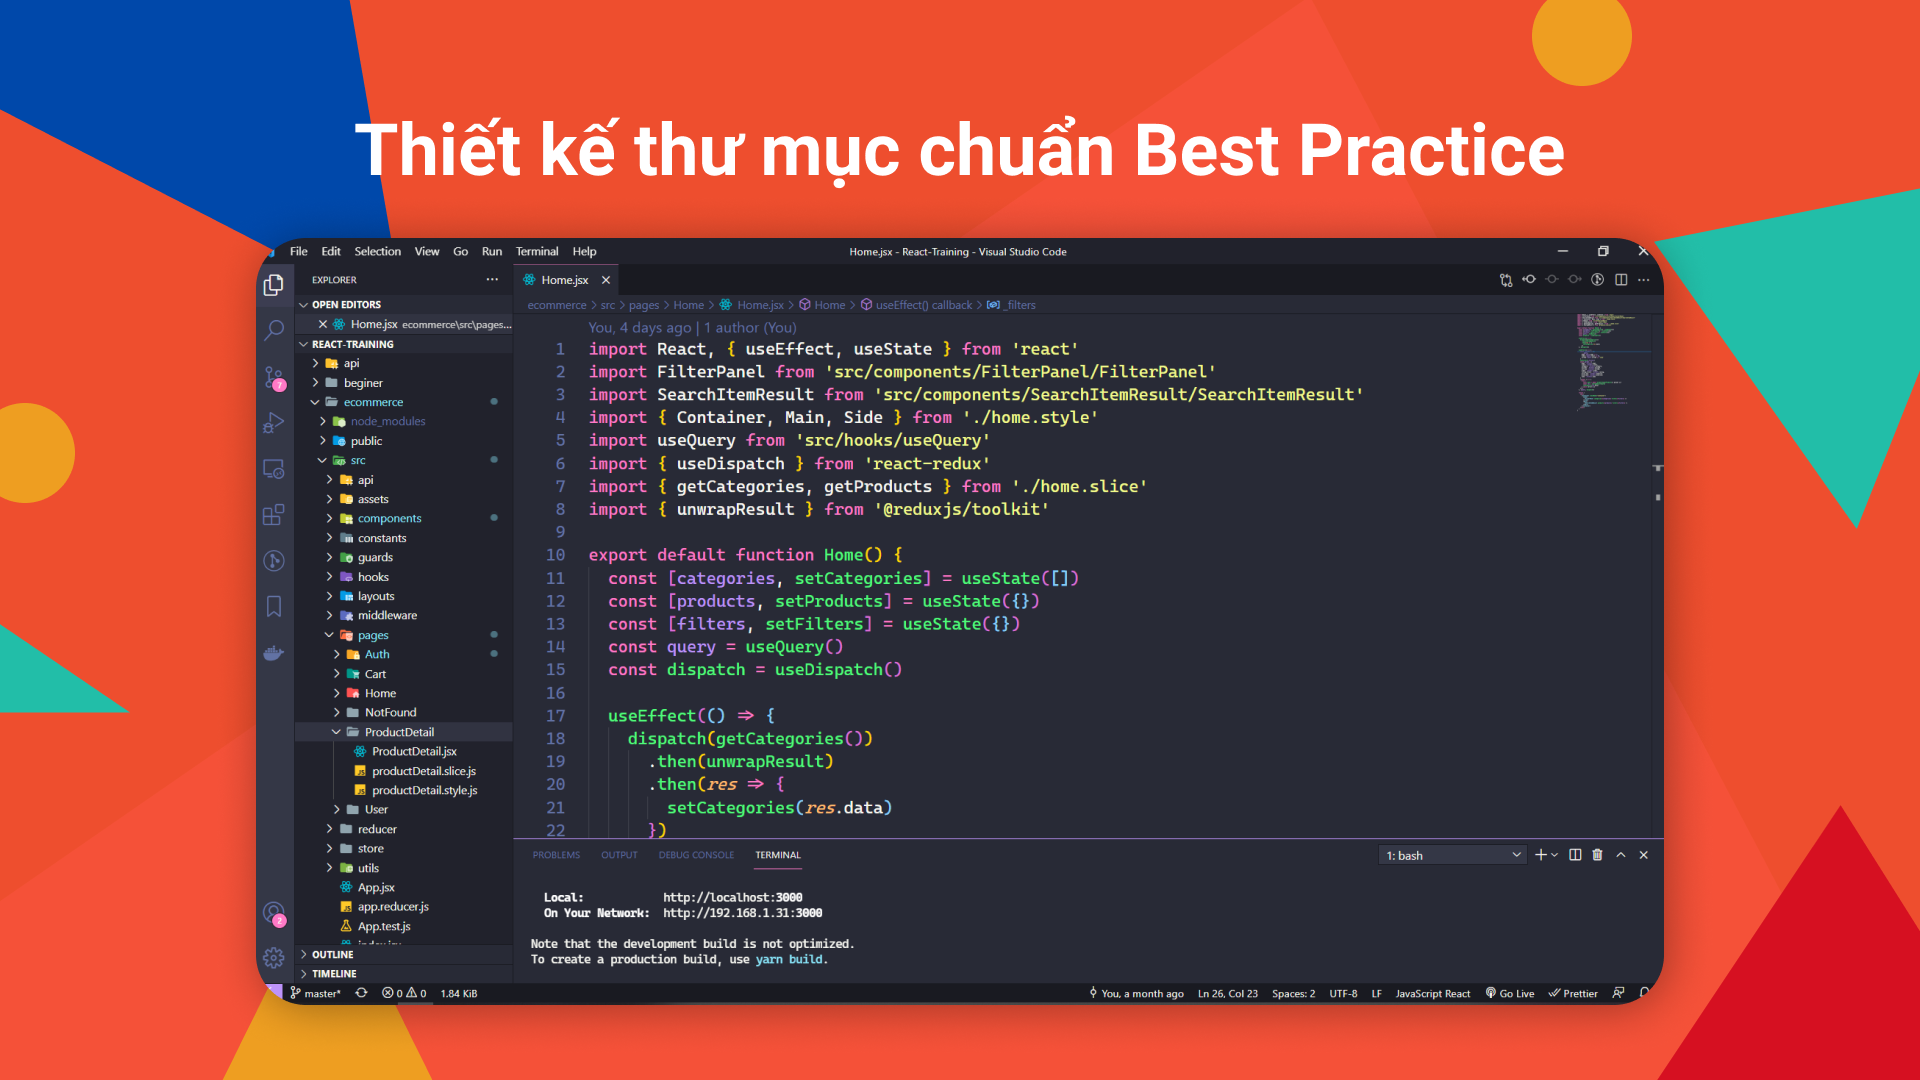 Thiết kế thư mục chuẩn Best Practice
File Edit Selection View Go Run Terminal Help
Home.jsx - React-Training - Visual Studio Code
EXPLORER
OPEN EDITORS
Home.jsx ecommerce\src\pages...
REACT-TRAINING
api
beginer
ecommerce
node_modules
public
src
api
assets
components
constants
guards
hooks
layouts
middleware
pages
Auth
Cart
Home
NotFound
ProductDetail
ProductDetail.jsx
productDetail.slice.js
productDetail.style.js
User
reducer
store
utils
App.jsx
app.reducer.js
App.test.js
OUTLINE
TIMELINE
7
2
Home.jsx
ecommerce > src > pages > Home > Home.jsx > Home > useEffect() callback > _filters
You, 4 days ago | 1 author (You)
1 import React, { useEffect, useState } from 'react'
2 import FilterPanel from 'src/components/FilterPanel/FilterPanel'
3 import SearchItemResult from 'src/components/SearchItemResult/SearchItemResult'
4 import { Container, Main, Side } from './home.style'
5 import useQuery from 'src/hooks/useQuery'
6 import { useDispatch } from 'react-redux'
7 import { getCategories, getProducts } from './home.slice'
8 import { unwrapResult } from '@reduxjs/toolkit'
9
10 export default function Home() {
11 const [categories, setCategories] = useState([])
12 const [products, setProducts] = useState({})
13 const [filters, setFilters] = useState({})
14 const query = useQuery()
15 const dispatch = useDispatch()
16
17 useEffect(() => {
18 dispatch(getCategories())
19 .then(unwrapResult)
20 .then(res => {
21 setCategories(res.data)
22 })
PROBLEMS OUTPUT DEBUG CONSOLE TERMINAL
1: bash
Local: http://localhost:3000
On Your Network: http://192.168.1.31:3000
Note that the development build is not optimized.
To create a production build, use yarn build.
master* 0 0 1.84 KiB
You, a month ago Ln 26, Col 23 Spaces: 2 UTF-8 LF JavaScript React Go Live Prettier